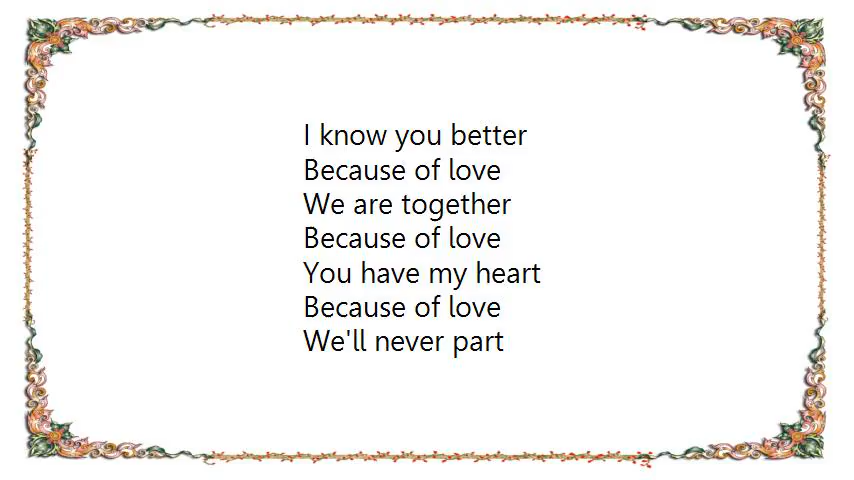 I know you better
Because of love
We are together
Because of love
You have my heart
Because of love
We'll never part